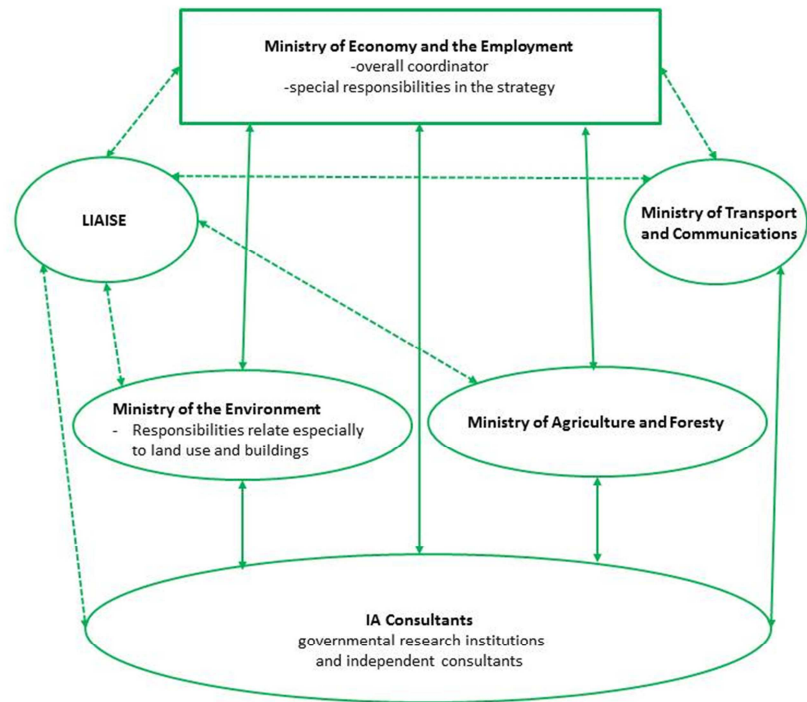 Ministry of Economy and the Employment
-overall coordinator
-special responsibilities in the strategy
LIAISE
Ministry of Transport
and Communications
Ministry of the Environment
- Responsibilities relate especially
to land use and buildings
Ministry of Agriculture and Foresty
IA Consultants
governmental research institutions
and independent consultants